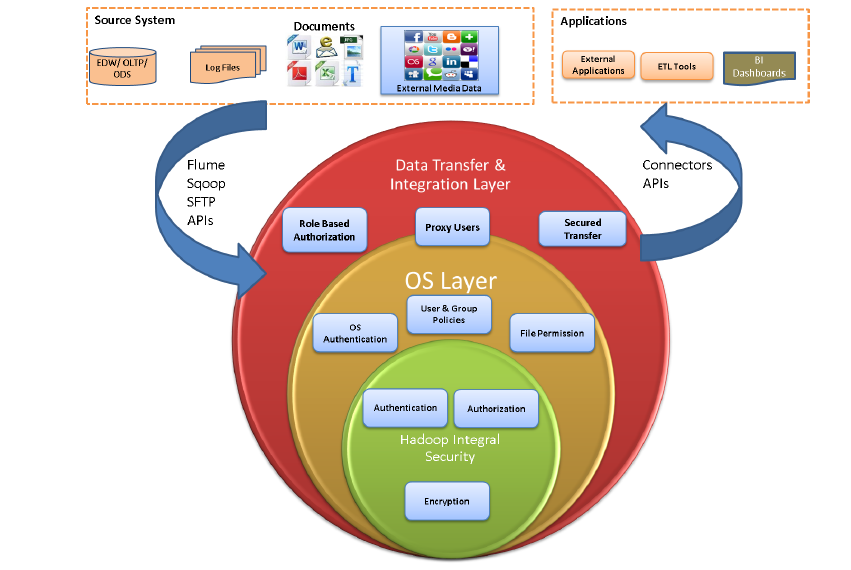 Source System
Documents
EDW/ OLTP/
ODS
Log Files
External Media Data
Applications
External
Applications
ETL Tools
BI
Dashboards
Flume
Sqoop
SFTP
APIs
Connectors
APIs
Data Transfer &
Integration Layer
Role Based
Authorization
Proxy Users
Secured
Transfer
OS Layer
User & Group
Policies
OS
Authentication
File Permission
Authentication
Authorization
Hadoop Integral
Security
Encryption